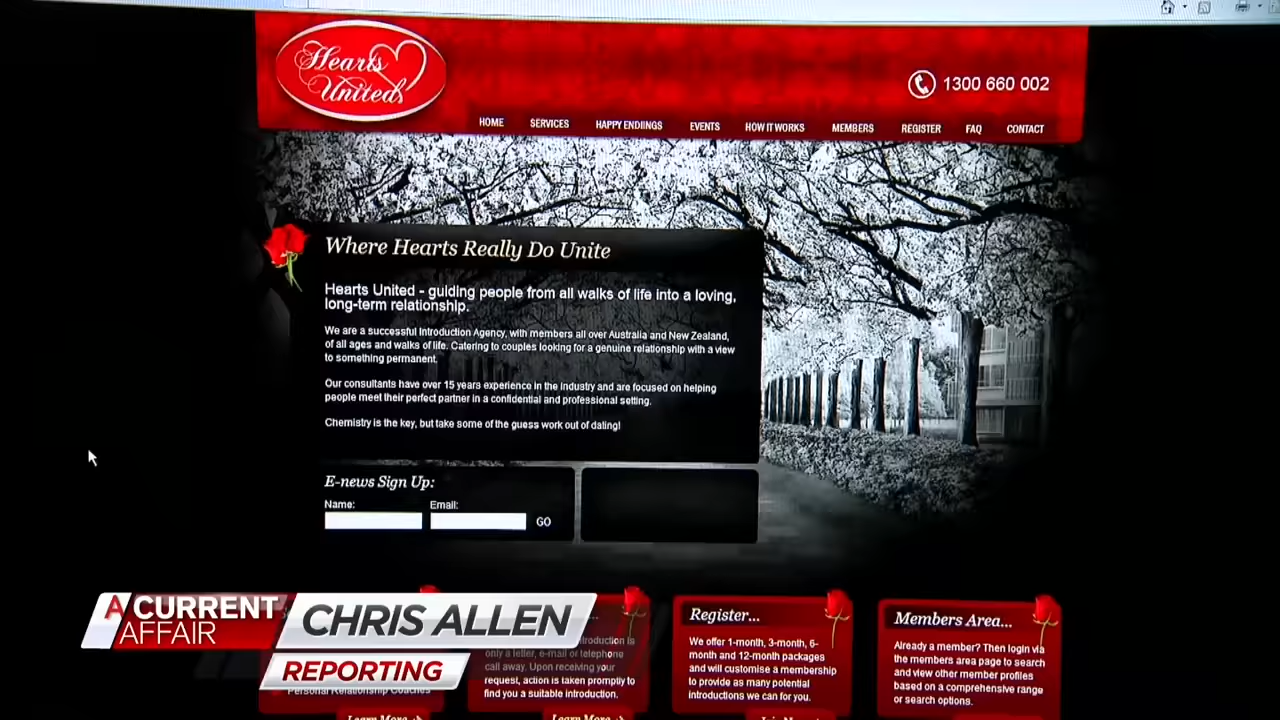 Hearts
United
1300 660 002
HOME SERVICES HAPPY ENDIINGS EVENTS HOW IT WORKS MEMBERS REGISTER FAQ CONTACT
Where Hearts Really Do Unite
Hearts United - guiding people from all walks of life into a loving,
long-term relationship.
We are a successful Introduction Agency, with members all over Australia and New Zealand,
of all ages and walks of life. Catering to couples looking for a genuine relationship with a view
to something permanent.
Our consultants have over 15 years experience in the industry and are focused on helping
people meet their perfect partner in a confidential and professional setting.
Chemistry is the key, but take some of the guess work out of dating!
E-news Sign Up:
Name: Email:
GO
A CURRENT
AFFAIR
CHRIS ALLEN
REPORTING
Personal Relationship Coaches
Learn More
introduction is
only a letter, e-mail or telephone
call away. Upon receiving your
request, action is taken promptly to
find you a suitable introduction.
Learn More
Register...
We offer 1-month, 3-month, 6-
month and 12-month packages
and will customise a membership
to provide as many potential
introductions we can for you.
Join Now
Members Area...
Already a member? Then login via
the members area page to search
and view other member profiles
based on a comprehensive range
or search options.